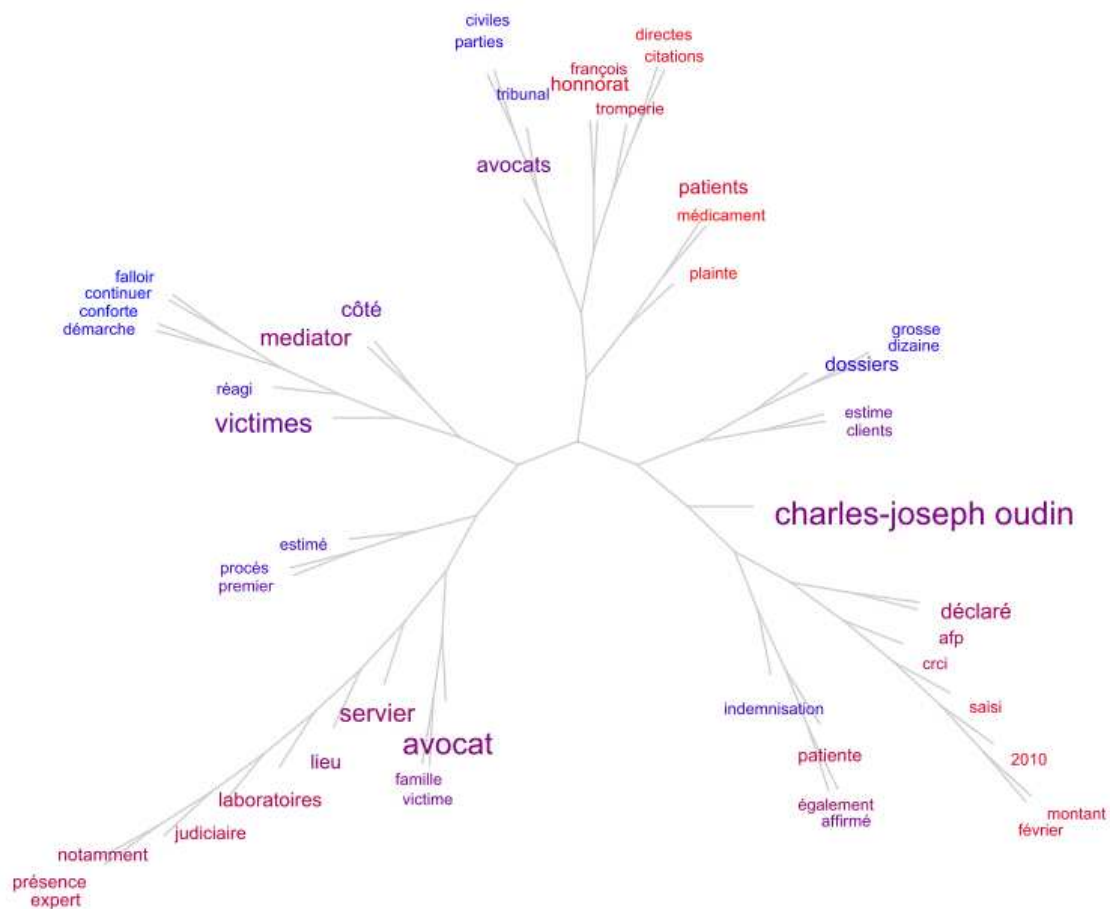 civiles
parties
directes
citations
françois
honnorat
tribunal
tromperie
avocats
patients
médicament
plainte
falloir
continuer
conforte
démarche
côté
mediator
réagi
victimes
grosse
dizaine
dossiers
estime
clients
charles-joseph oudin
estimé
procès
premier
déclaré
afp
crci
saisi
2010
montant
février
indemnisation
patiente
également
affirmé
servier
avocat
lieu
famille
victime
laboratoires
judiciaire
notamment
présence
expert